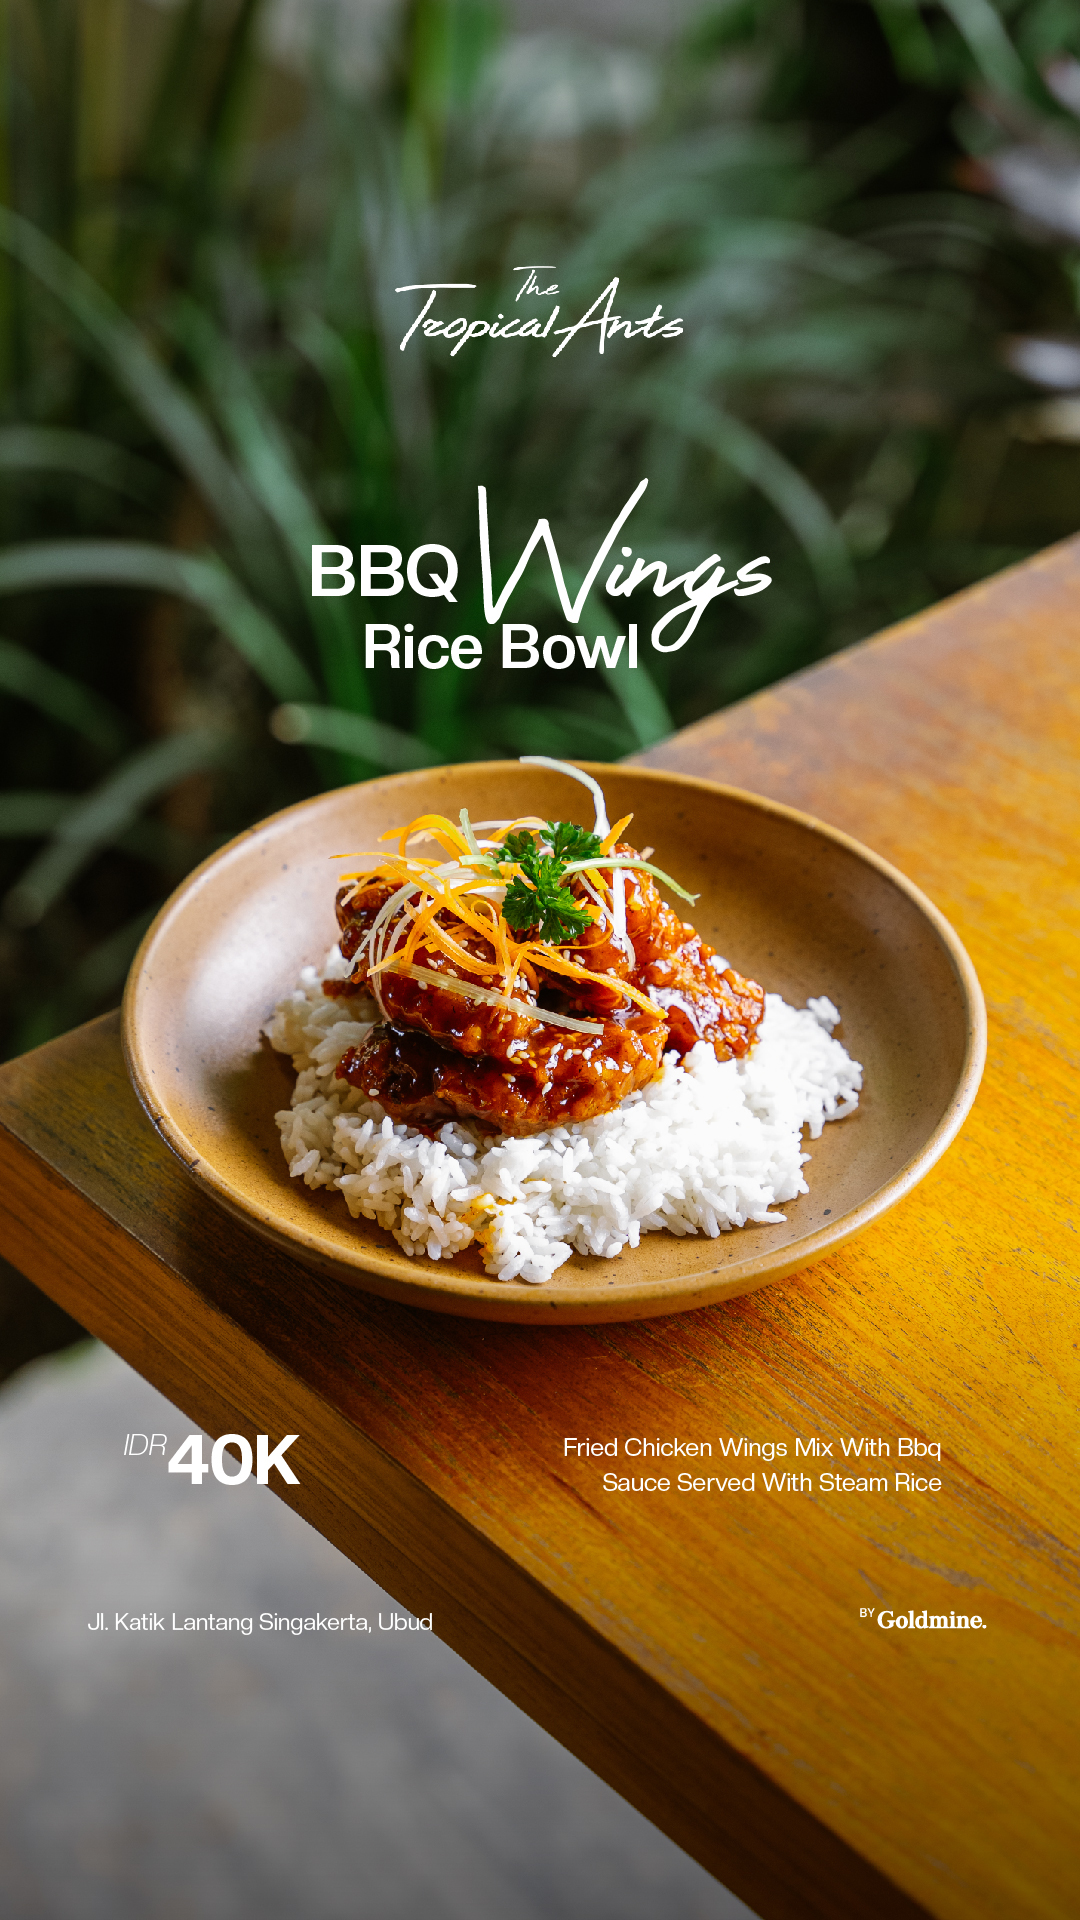 The
Tropical Ants
BBQ Wings
Rice Bowl
IDR 40K
Fried Chicken Wings Mix With Bbq
Sauce Served With Steam Rice
Jl. Katik Lantang Singakerta, Ubud
BY Goldmine.